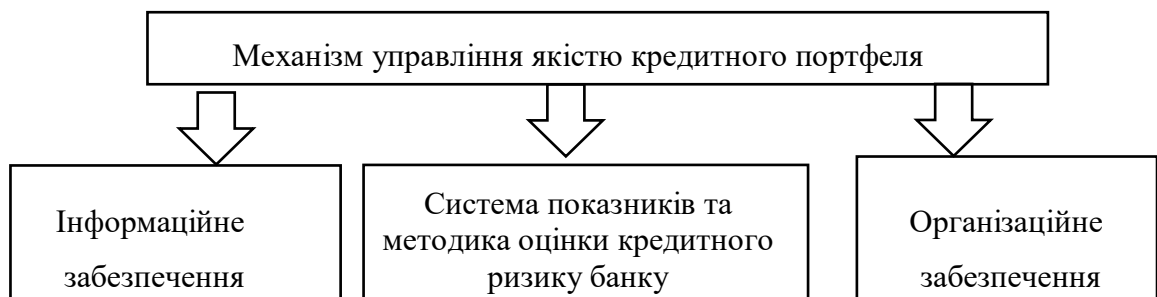 Механізм управління якістю кредитного портфеля
Інформаційне
забезпечення
Система показників та
методика оцінки кредитного
ризику банку
Організаційне
забезпечення